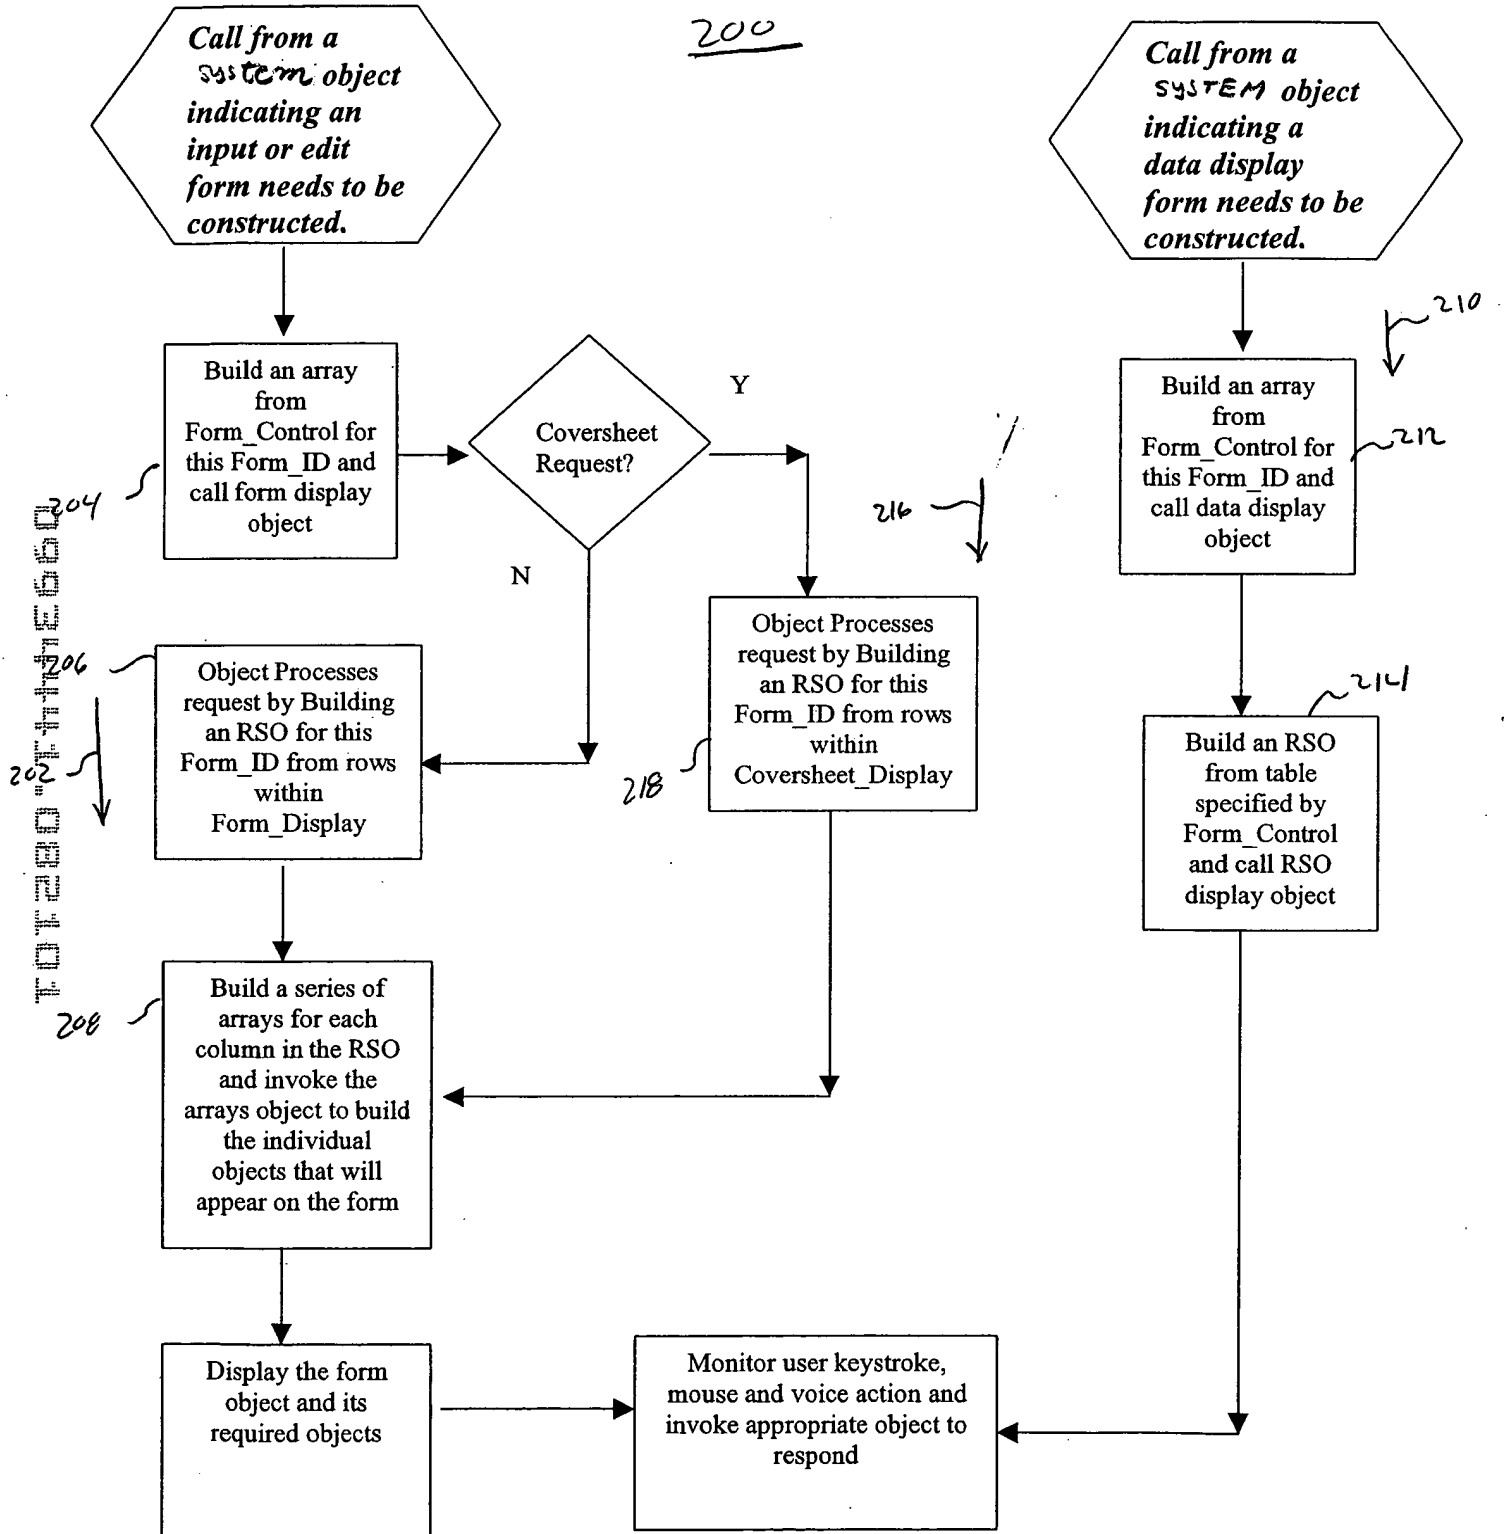 200
Call from a
system object
indicating an
input or edit
form needs to be
constructed.
Call from a
SYSTEM object
indicating a
data display
form needs to be
constructed.
210
Build an array
from
Form_Control for
this Form_ID and
call form display
object
204
Coversheet
Request?
Y
N
216
Build an array
from
Form_Control for
this Form_ID and
call data display
object
212
206
Object Processes
request by Building
an RSO for this
Form_ID from rows
within
Form_Display
202
Object Processes
request by Building
an RSO for this
Form_ID from rows
within
Coversheet_Display
218
214
Build an RSO
from table
specified by
Form_Control
and call RSO
display object
Build a series of
arrays for each
column in the RSO
and invoke the
arrays object to build
the individual
objects that will
appear on the form
208
Display the form
object and its
required objects
Monitor user keystroke,
mouse and voice action and
invoke appropriate object to
respond